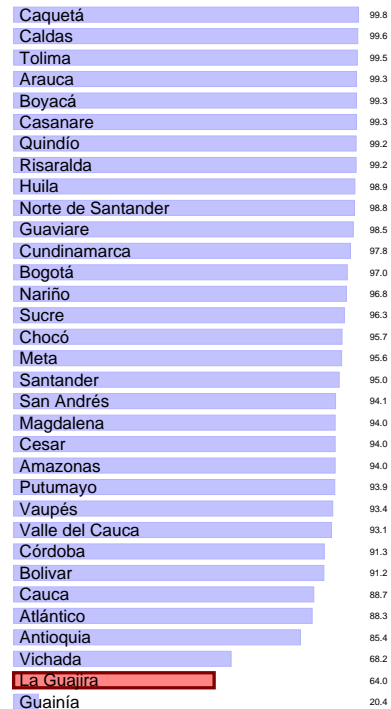 Caquetá 99.8
Caldas 99.6
Tolima 99.5
Arauca 99.3
Boyacá 99.3
Casanare 99.3
Quindío 99.2
Risaralda 99.2
Huila 98.9
Norte de Santander 98.8
Guaviare 98.5
Cundinamarca 97.8
Bogotá 97.0
Nariño 96.8
Sucre 96.3
Chocó 95.7
Meta 95.6
Santander 95.0
San Andrés 94.1
Magdalena 94.0
Cesar 94.0
Amazonas 94.0
Putumayo 93.9
Vaupés 93.4
Valle del Cauca 93.1
Córdoba 91.3
Bolivar 91.2
Cauca 88.7
Atlántico 88.3
Antioquia 85.4
Vichada 68.2
La Guajira 64.0
Guainía 20.4